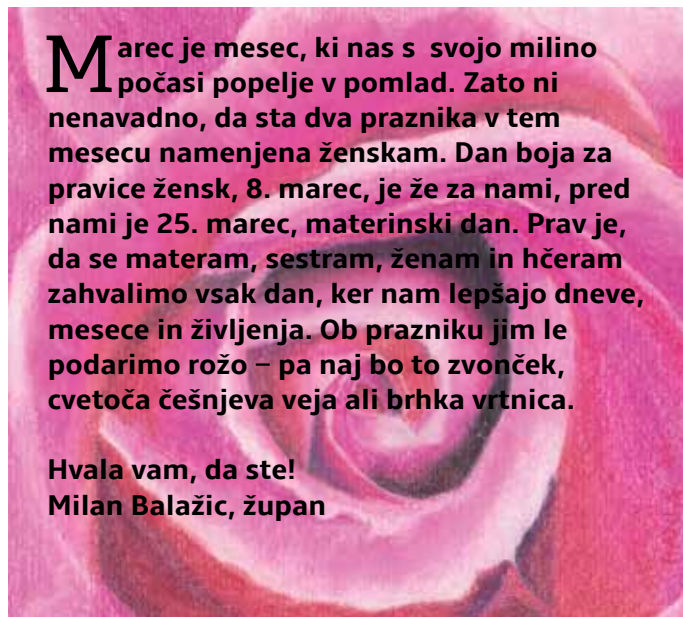 Marec je mesec, ki nas s svojo milino
počasi popelje v pomlad. Zato ni
nenavadno, da sta dva praznika v tem
mesecu namenjena ženskam. Dan boja za
pravice žensk, 8. marec, je že za nami, pred
nami je 25. marec, materinski dan. Prav je,
da se materam, sestram, ženam in hčeram
zahvalimo vsak dan, ker nam lepšajo dneve,
mesece in življenja. Ob prazniku jim le
podarimo rožo – pa naj bo to zvonček,
cvetoča češnjeva veja ali brhka vrtnica.

Hvala vam, da ste!
Milan Balažic, župan